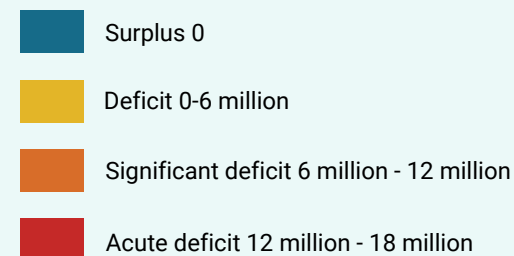 Surplus 0
Deficit 0-6 million
Significant deficit 6 million - 12 million
Acute deficit 12 million - 18 million